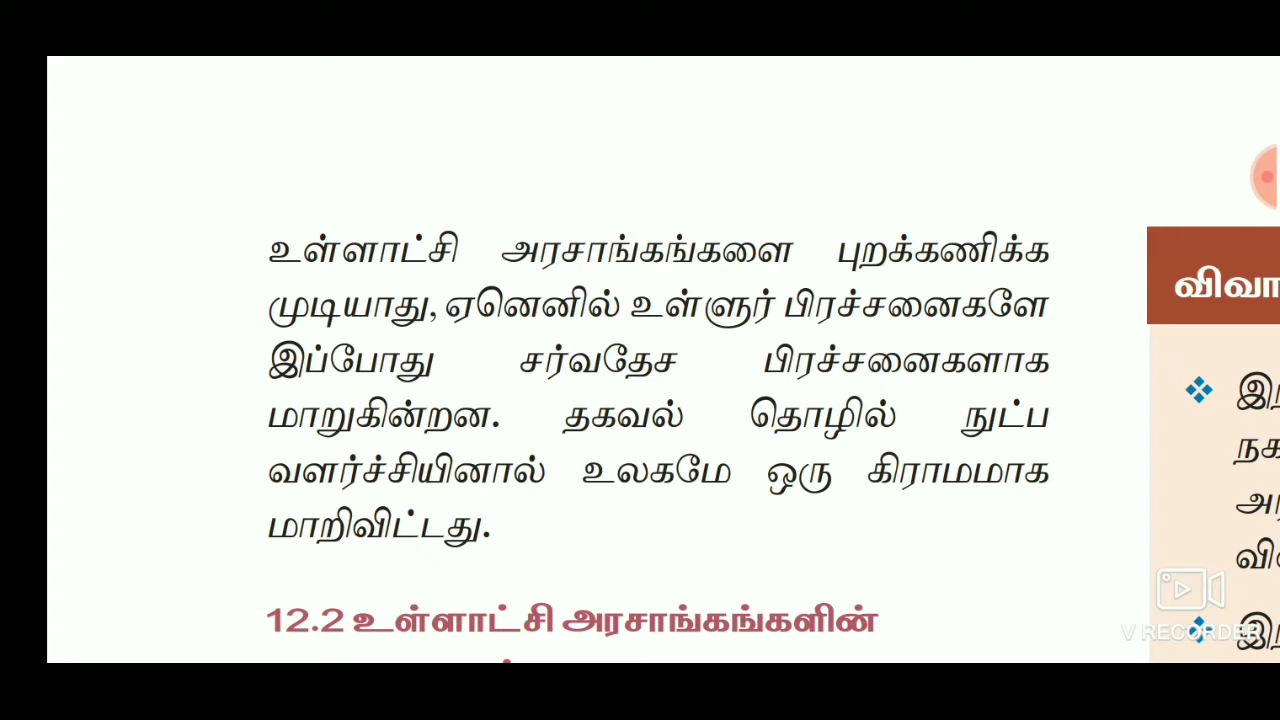 உள்ளாட்சி அரசாங்கங்களை புறக்கணிக்க
முடியாது, ஏனெனில் உள்ளுர் பிரச்சனைகளே
இப்போது சர்வதேச பிரச்சனைகளாக
மாறுகின்றன. தகவல் தொழில் நுட்ப
வளர்ச்சியினால் உலகமே ஒரு கிராமமாக
மாறிவிட்டது.
12.2 உள்ளாட்சி அரசாங்கங்களின்
V RECORDER